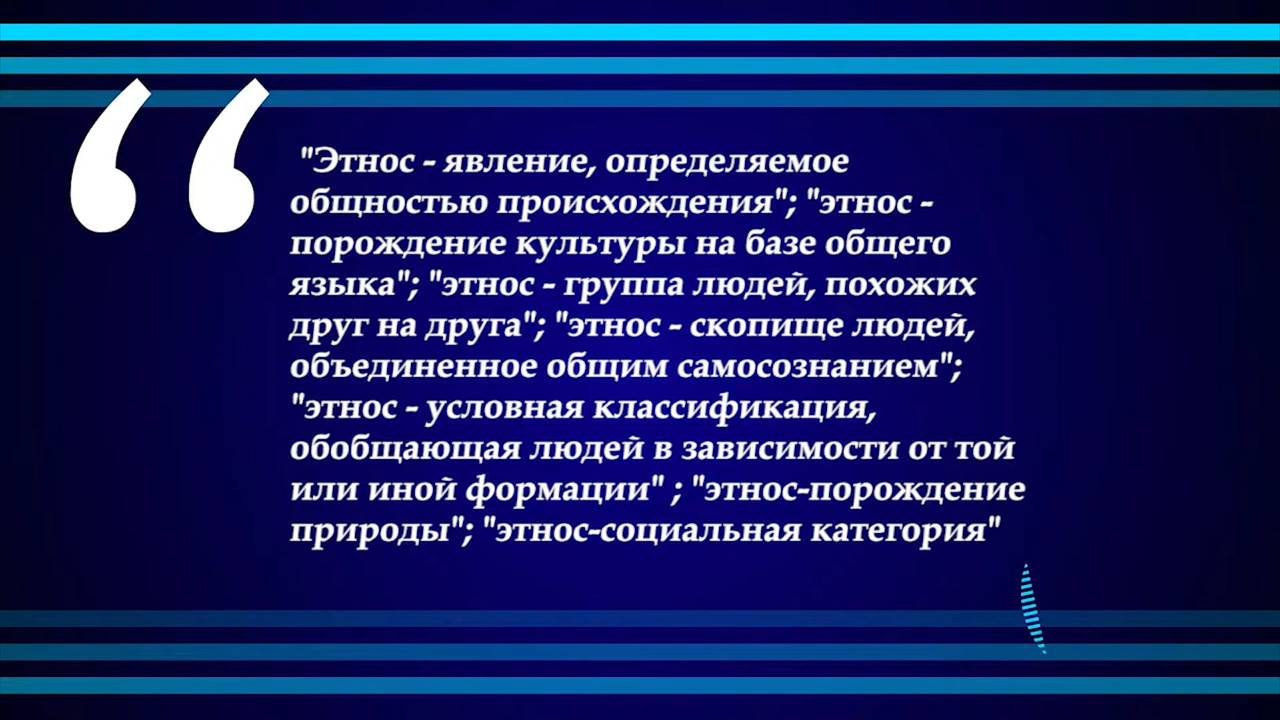 "Этнос - явление, определяемое
общностью происхождения"; "этнос -
порождение культуры на базе общего
языка"; "этнос - группа людей, похожих
друг на друга"; "этнос - скопище людей,
объединенное общим самосознанием";
"этнос - условная классификация,
обобщающая людей в зависимости от той
или иной формации" ; "этнос-порождение
природы"; "этнос-социальная категория"